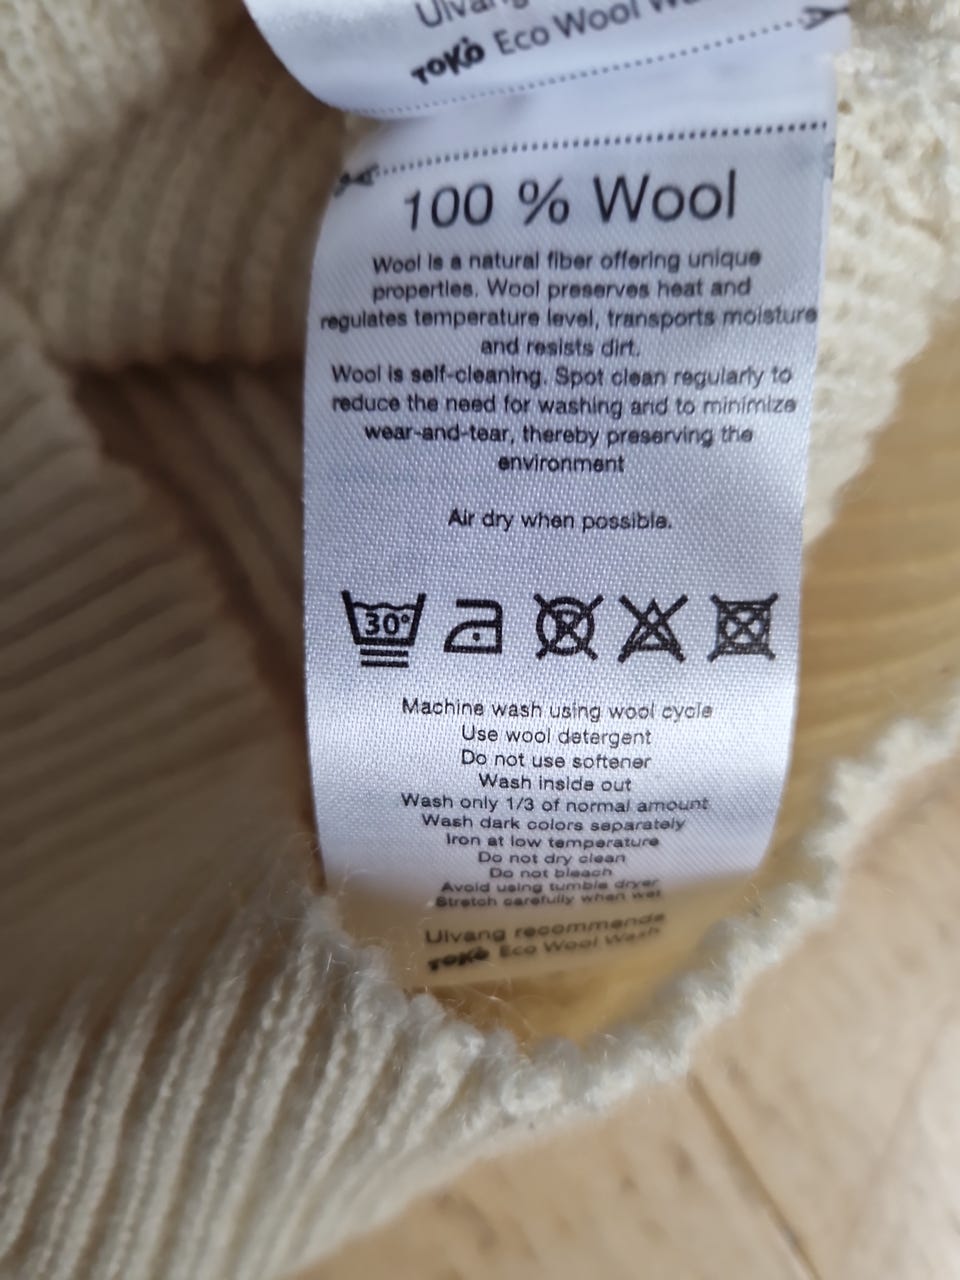 Ulvang
TOKO Eco Wool
100 % Wool
Wool is a natural fiber offering unique
properties. Wool preserves heat and
regulates temperature level, transports moisture
and resists dirt.
Wool is self-cleaning. Spot clean regularly to
reduce the need for washing and to minimize
wear-and-tear, thereby preserving the
environment
Air dry when possible.
30°
Machine wash using wool cycle
Use wool detergent
Do not use softener
Wash inside out
Wash only 1/3 of normal amount
Wash dark colors separately
Iron at low temperature
Do not dry clean
Do not bleach
Avoid using tumble dryer
Stretch carefully when wet
Ulvang recommends
TOKO Eco Wool Wash